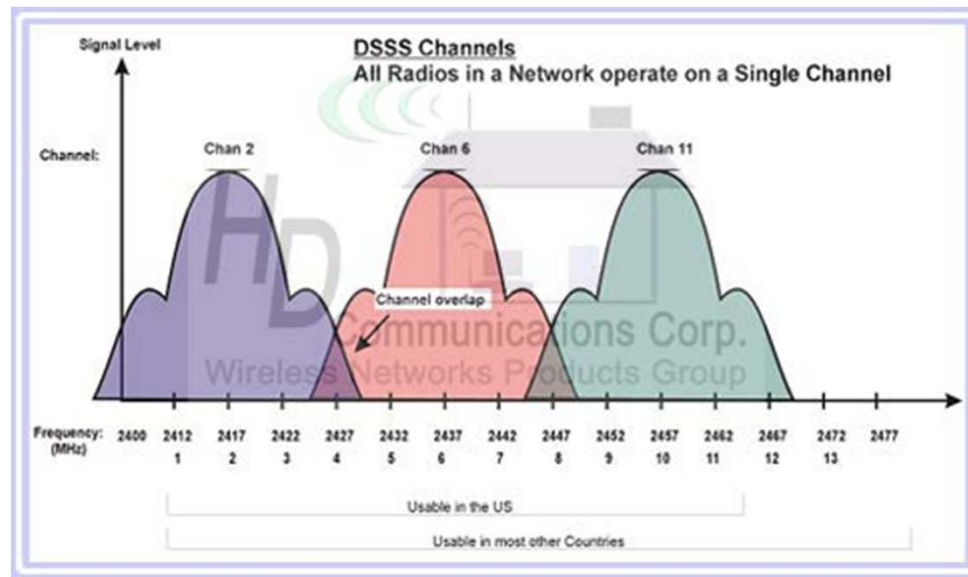 Signal Level
DSSS Channels
All Radios in a Network operate on a Single Channel
Channel:
Chan 2
Chan 6
Chan 11
HD
Channel overlap
Communications Corp.
Wireless Networks Products Group
Frequency: 2400 2412 2417 2422 2427 2432 2437 2442 2447 2452 2457 2462 2467 2472 2477
(MHz) 1 2 3 4 5 6 7 8 9 10 11 12 13
Usable in the US
Usable in most other Countries